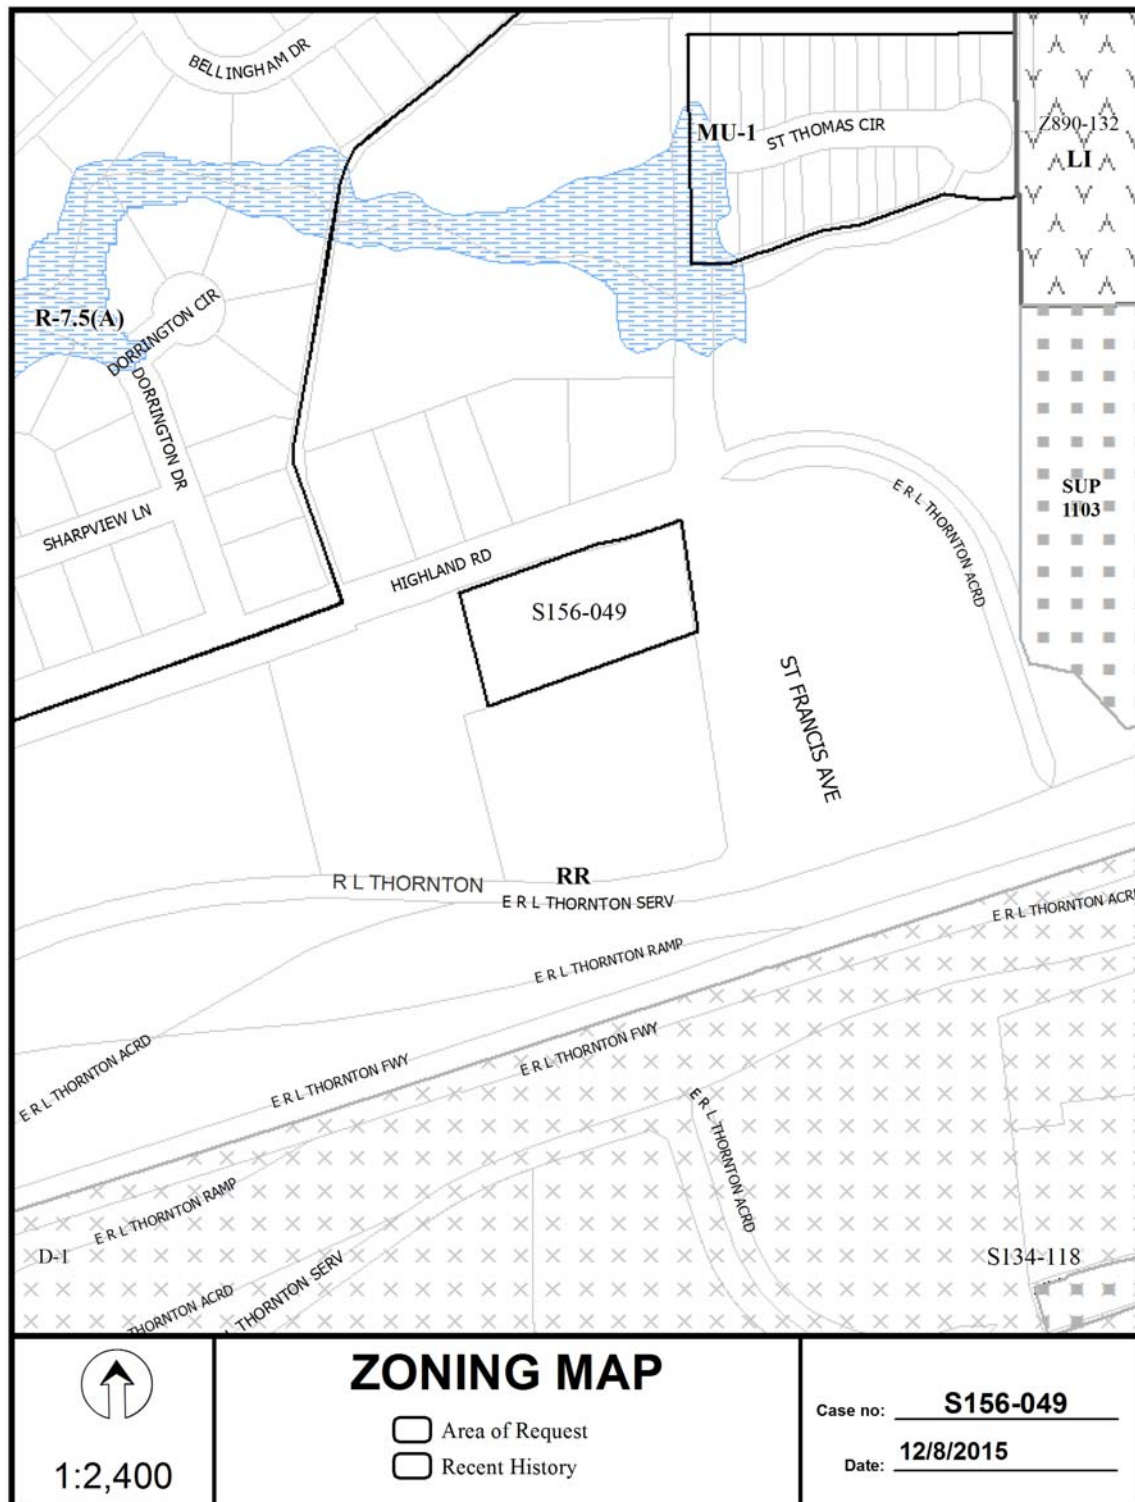 BELLINGHAM DR
MU-1
ST THOMAS CIR
Z890-132
LI
R-7.5(A)
DORRINGTON CIR
DORRINGTON DR
SHARPVIEW LN
HIGHLAND RD
E R L THORNTON ACRD
SUP
1103
S156-049
ST FRANCIS AVE
R L THORNTON
RR
E R L THORNTON SERV
E R L THORNTON ACRD
E R L THORNTON RAMP
E R L THORNTON ACRD
E R L THORNTON FWY
E R L THORNTON FWY
E R L THORNTON ACRD
E R L THORNTON RAMP
D-1
S134-118
THORNTON ACRD
L THORNTON SERV
1:2,400
ZONING MAP
Area of Request
Recent History
Case no: S156-049
Date: 12/8/2015